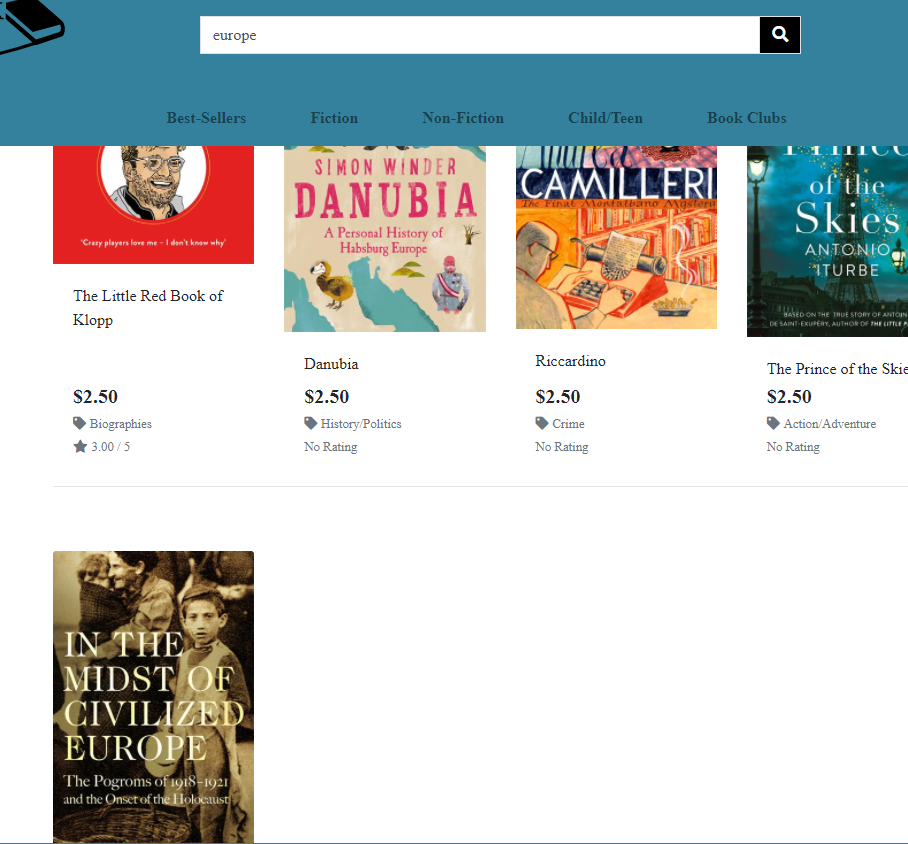 europe
Best-Sellers Fiction Non-Fiction Child/Teen Book Clubs
'Crazy players love me – I don't know why'
The Little Red Book of
Klopp
$2.50
Biographies
3.00 / 5
SIMON WINDER
DANUBIA
A Personal History of
Habsburg Europe
Danubia
$2.50
History/Politics
No Rating
CAMILLERI
The Final Montalbano Mystery
Riccardino
$2.50
Crime
No Rating
Prince
of the
Skies
ANTONIO
ITURBE
BASED ON THE TRUE STORY OF ANTOIN
DE SAINT-EXUPÉRY, AUTHOR OF THE LITTLE P
The Prince of the Skie
$2.50
Action/Adventure
No Rating
IN THE
MIDST OF
CIVILIZED
EUROPE
The Pogroms of 1918–1921
and the Onset of the Holocaust